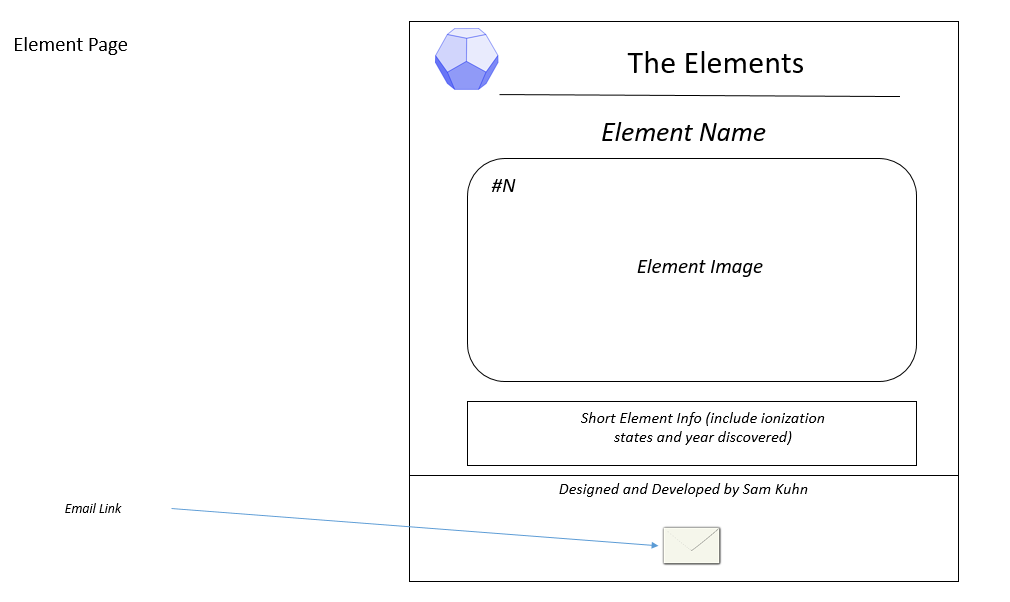 Element Page
The Elements
Element Name
#N
Element Image
Short Element Info (include ionization
states and year discovered)
Designed and Developed by Sam Kuhn
Email Link